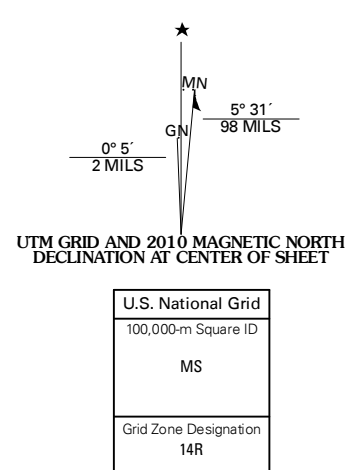 MN
5° 31´
98 MILS
GN
0° 5´
2 MILS
UTM GRID AND 2010 MAGNETIC NORTH
DECLINATION AT CENTER OF SHEET
U.S. National Grid
100,000-m Square ID
MS
Grid Zone Designation
14R